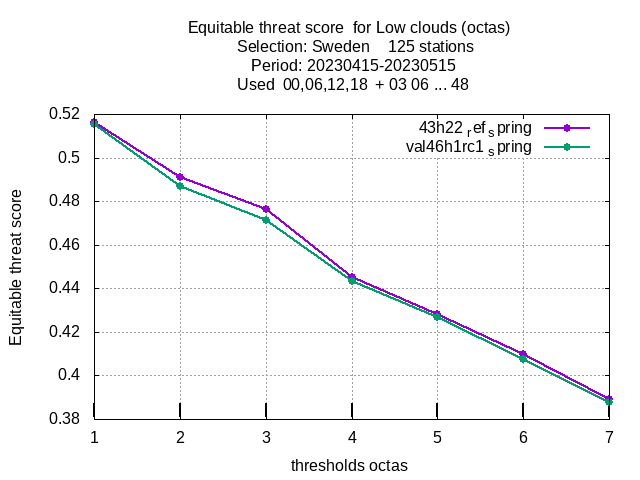 Equitable threat score  for Low clouds (octas)
Selection: Sweden    125 stations
Period: 20230415-20230515
Used  00,06,12,18  + 03 06 ... 48
43h22 ref spring
val46h1rc1 spring
0.52
0.5
0.48
0.46
0.44
0.42
0.4
0.38
Equitable threat score
1 2 3 4 5 6 7
thresholds octas